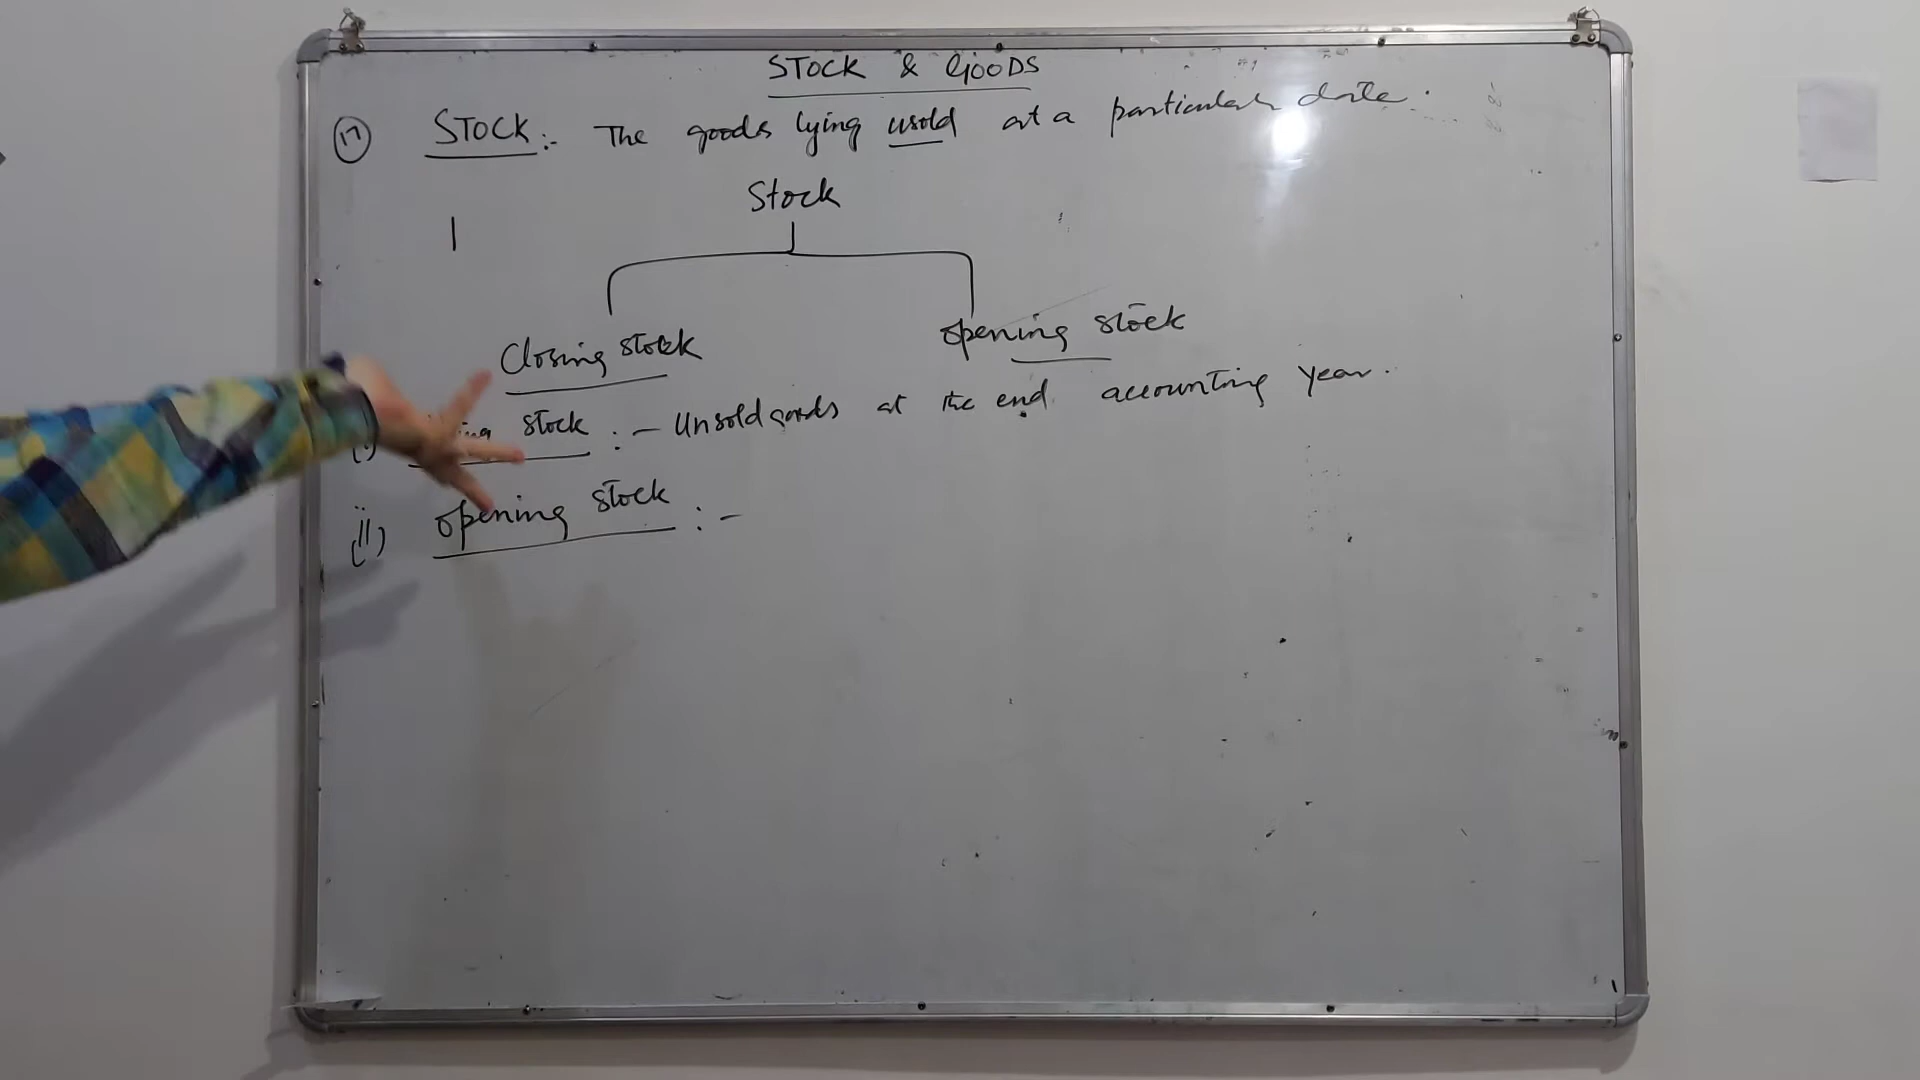 STOCK & GOODS
17 STOCK:- The goods lying usold at a particular date.
Stock
Closing stock opening stock
stock :- Unsold goods at the end accounting year.
(ii) opening stock :-